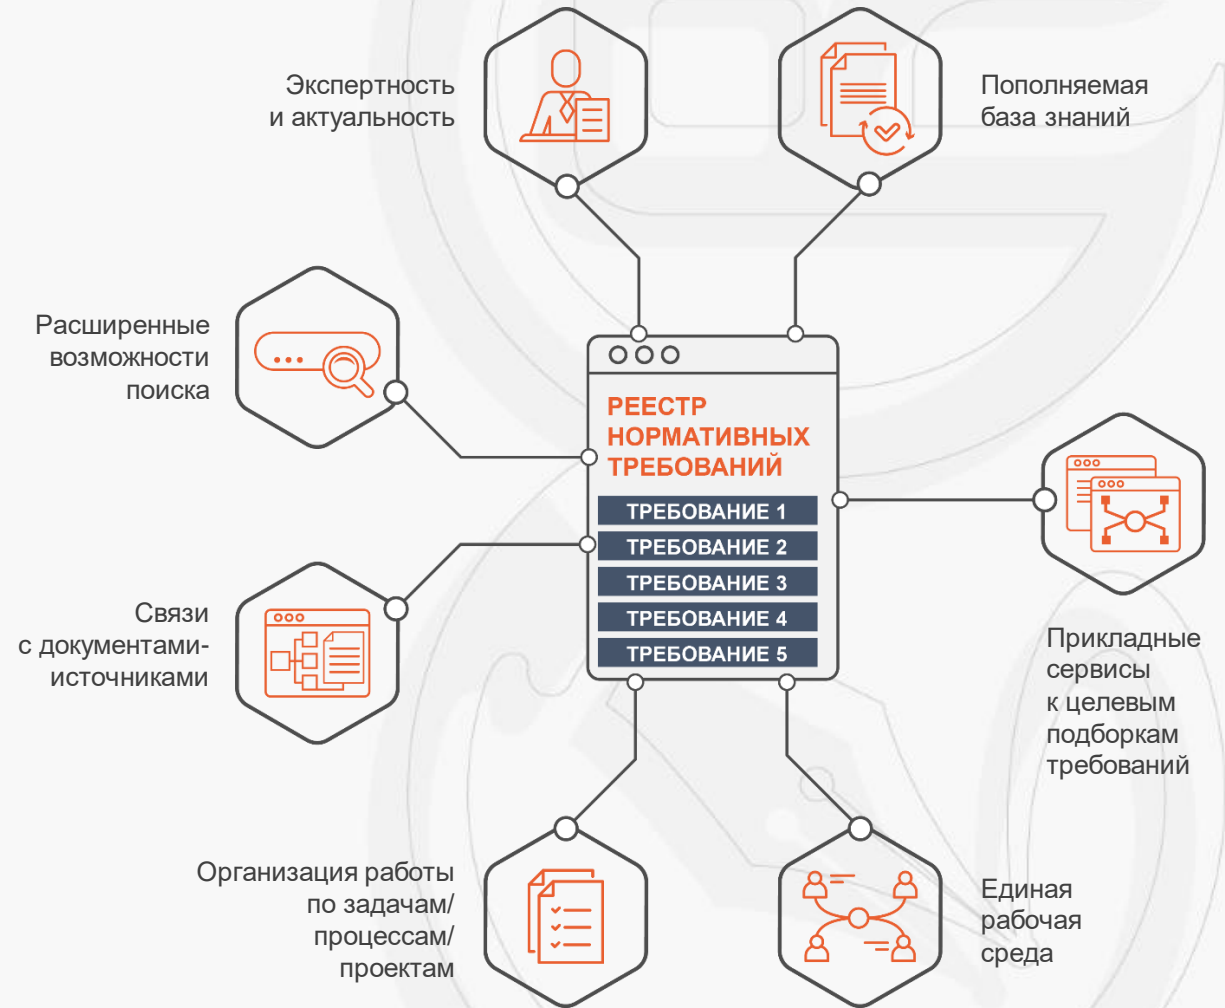 Экспертность
и актуальность
Пополняемая
база знаний
Расширенные
возможности
поиска
РЕЕСТР
НОРМАТИВНЫХ
ТРЕБОВАНИЙ
ТРЕБОВАНИЕ 1
ТРЕБОВАНИЕ 2
ТРЕБОВАНИЕ 3
ТРЕБОВАНИЕ 4
ТРЕБОВАНИЕ 5
Связи
с документами-
источниками
Прикладные
сервисы
к целевым
подборкам
требований
Организация работы
по задачам/
процессам/
проектам
Единая
рабочая
среда